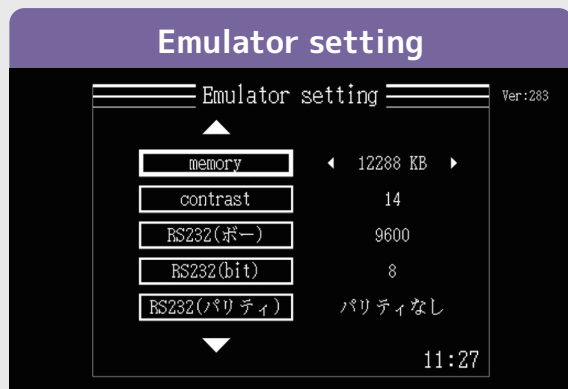 Emulator setting
Emulator setting
Ver:283
memory 12288 KB
contrast 14
RS232(ボー) 9600
RS232(bit) 8
RS232(パリティ) パリティなし
11:27